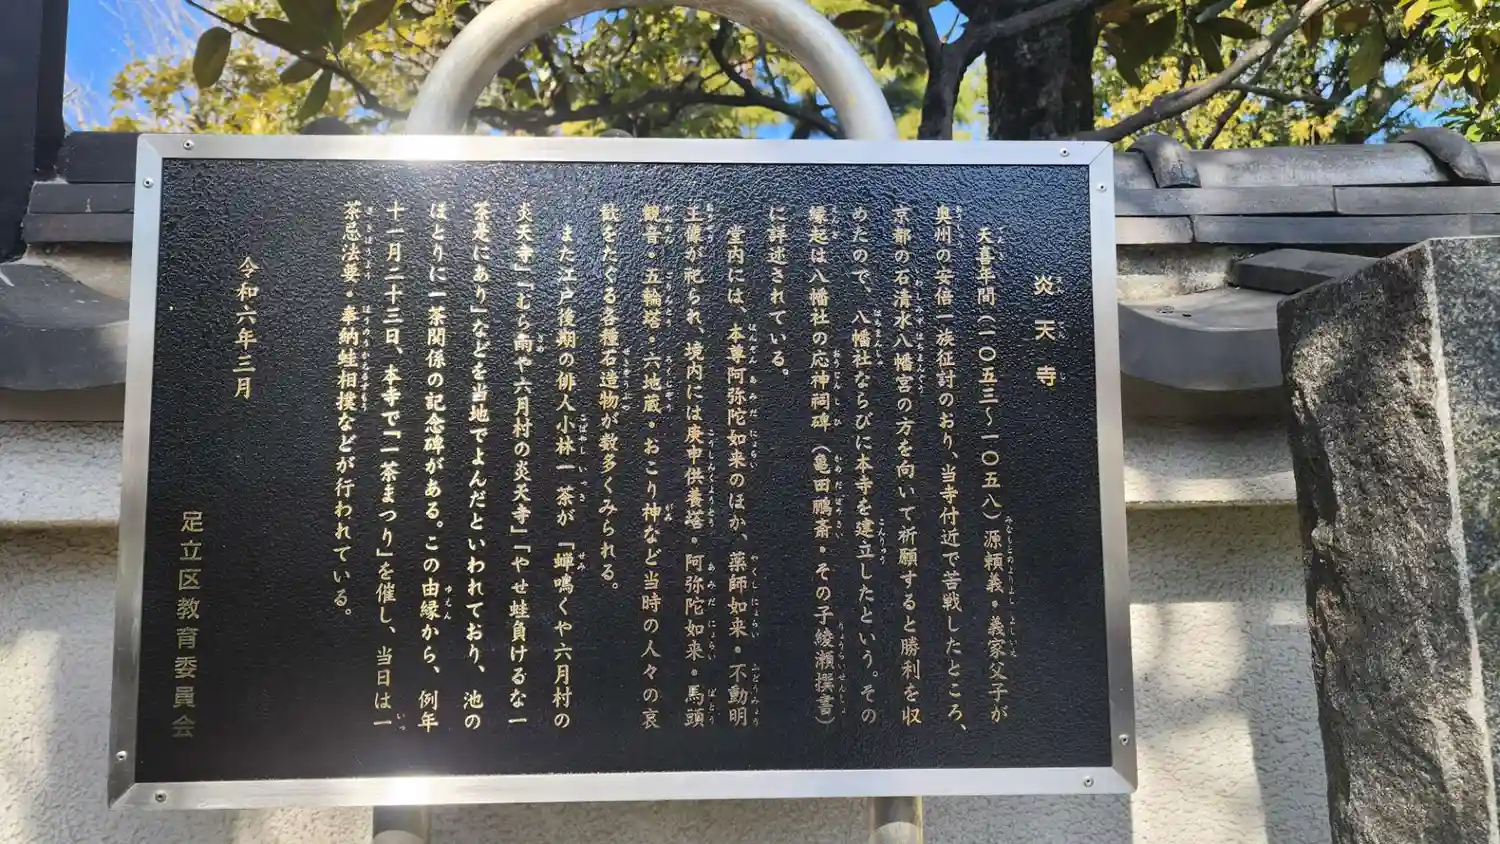 炎天寺
天喜年間（一〇五三～一〇五八）源頼義・義家父子が
奥州の安倍一族征討のおり、当寺付近で苦戦したところ、
京都の石清水八幡宮の方を向いて祈願すると勝利を収
めたので、八幡社ならびに本寺を建立したという。その
縁起は八幡社の応神祠碑（亀田鵬斎・その子綾瀬撰書）
に詳述されている。
堂内には、本尊阿弥陀如来のほか、薬師如来・不動明
王像が祀られ、境内には庚申供養塔・阿弥陀如来・馬頭
観音・五輪塔・六地蔵・おこり神など当時の人々の哀
歓をたぐる各種石造物が数多くみられる。
また江戸後期の俳人小林一茶が「蝉鳴くや六月村の
炎天寺」「むら雨や六月村の炎天寺」「やせ蛙負けるな一
茶是にあり」などを当地でよんだといわれており、池の
ほとりに一茶関係の記念碑がある。この由縁から、例年
十一月二十三日、本寺で「一茶まつり」を催し、当日は一
茶忌法要・奉納蛙相撲などが行われている。
令和六年三月
足立区教育委員会